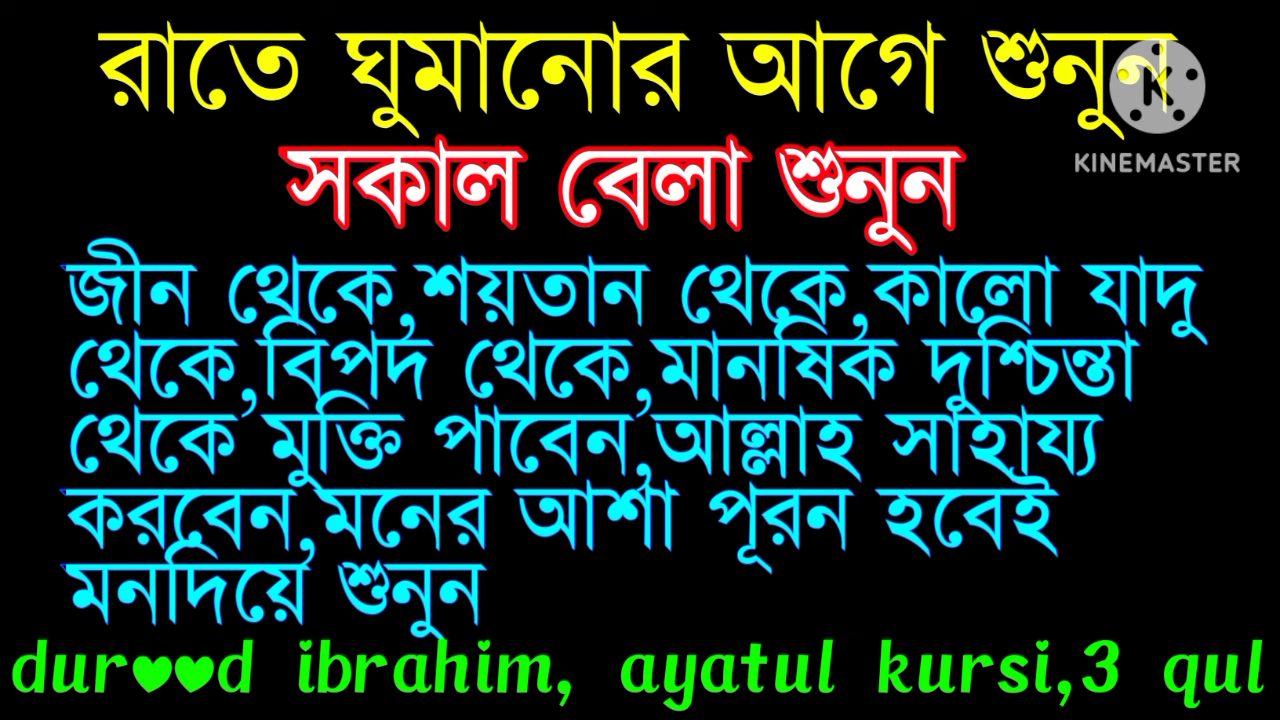 রাতে ঘুমানোর আগে শুনুন
KINEMASTER
সকাল বেলা শুনুন
জীন থেকে,শয়তান থেকে,কালো যাদু
থেকে,বিপদ থেকে,মানষিক দুশ্চিন্তা
থেকে মুক্তি পাবেন,আল্লাহ সাহায্য
করবেন,মনের আশা পূরন হবেই
মনদিয়ে শুনুন
dur♥♥d ibrahim, ayatul kursi,3 qul